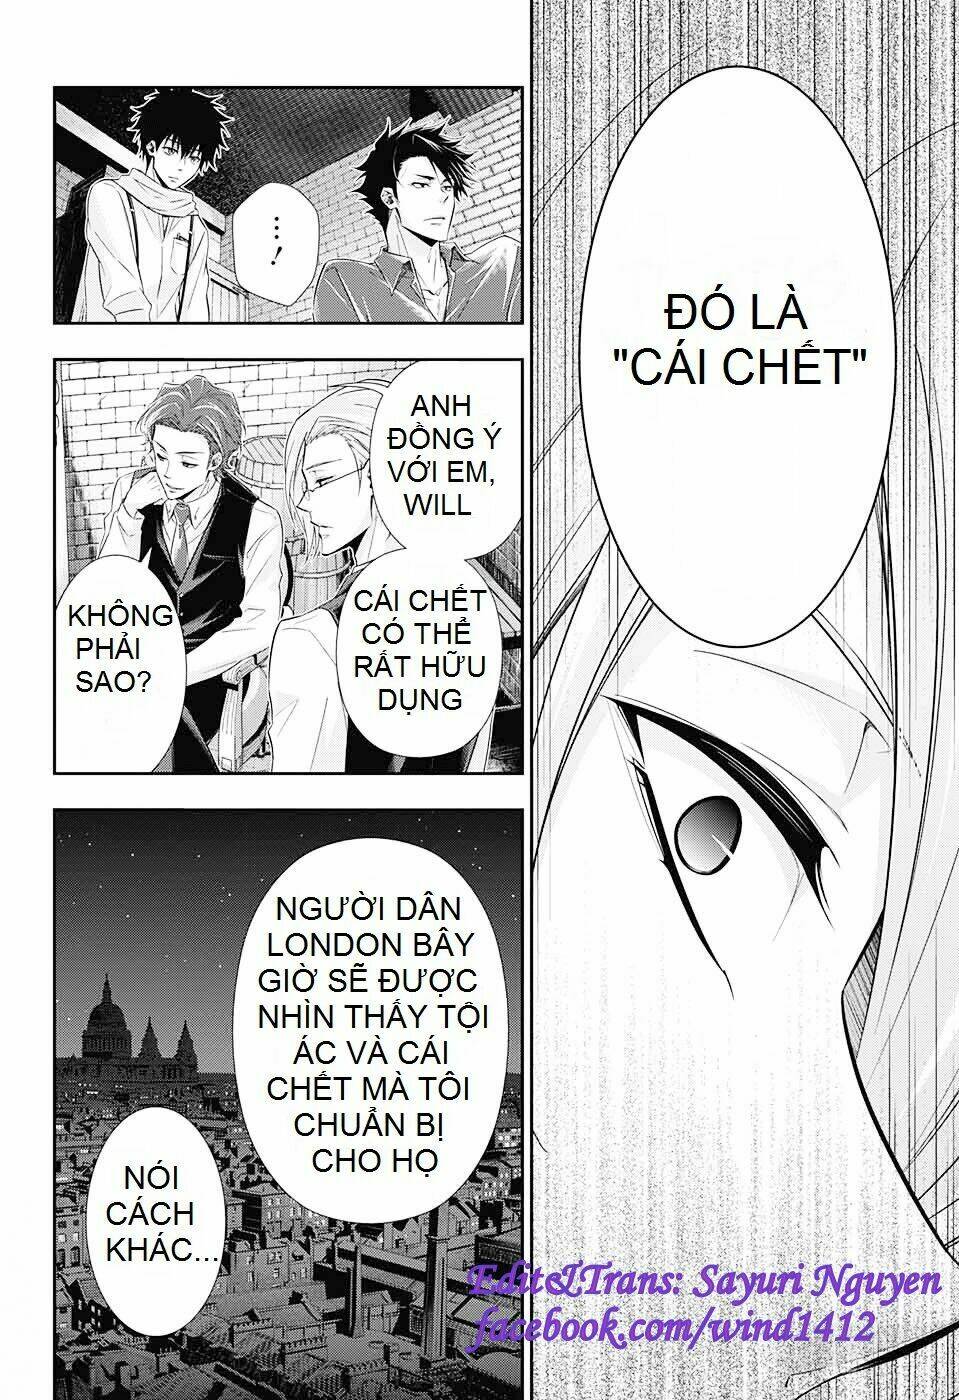 ĐÓ LÀ
"CÁI CHẾT"
...!
ANH
ĐỒNG Ý
VỚI EM,
WILL
CÁI CHẾT
CÓ THỂ
RẤT HỮU
DỤNG
KHÔNG
PHẢI
SAO?
NGƯỜI DÂN
LONDON BÂY
GIỜ SẼ ĐƯỢC
NHÌN THẤY TỘI
ÁC VÀ CÁI
CHẾT MÀ TÔI
CHUẨN BỊ
CHO HỌ
NÓI
CÁCH
KHÁC...
Edit&Trans: Sayuri Nguyen
facebook.com/wind1412